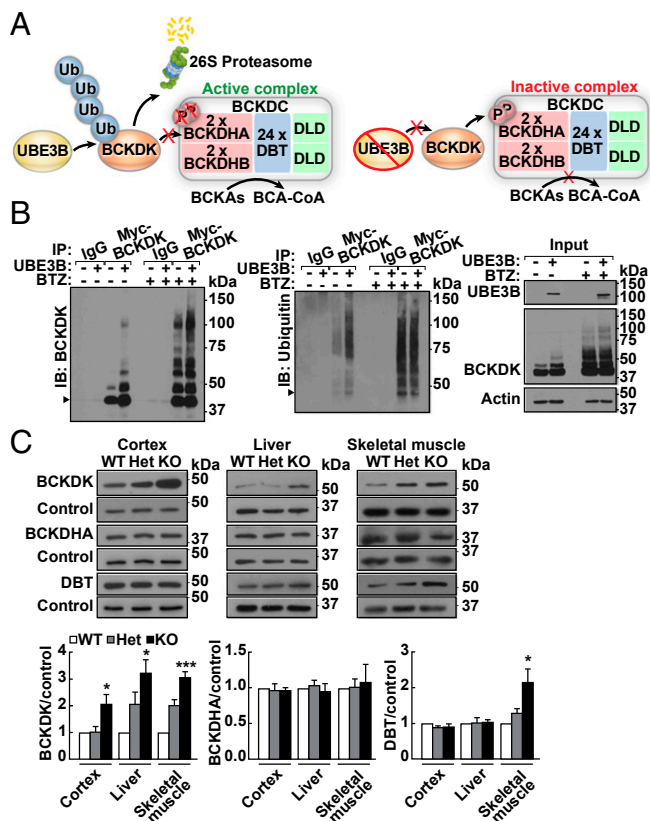 A
26S Proteasome
Ub
Ub
Ub
Ub
UBE3B
BCKDK
Active complex
BCKDC
P P
2 x
BCKDHA
2 x
BCKDHB
24 x
DBT
DLD
DLD
BCKAs
BCA-CoA
Inactive complex
UBE3B
BCKDK
BCKDC
P P
2 x
BCKDHA
2 x
BCKDHB
24 x
DBT
DLD
DLD
BCKAs
BCA-CoA
B
IP: IgG Myc-BCKDK IgG Myc-BCKDK
UBE3B: - + - + - + - +
BTZ - - - - + + + + kDa
IB: BCKDK
150
100
75
50
37
IP: IgG Myc-BCKDK IgG Myc-BCKDK
UBE3B: - + - + - + - +
BTZ - - - - + + + + kDa
IB: Ubiquitin
150
100
75
50
37
Input
UBE3B: - + - +
BTZ: - - + + kDa
UBE3B
150
100
BCKDK
150
100
75
50
37
Actin
37
C
Cortex Liver Skeletal muscle
WT Het KO kDa WT Het KO kDa WT Het KO kDa
BCKDK 50 50 50
Control 37 37 37
BCKDHA 50 37 37
Control 50 37 37
DBT 50 50 50
Control 50 37 37
WT Het KO
BCKDK/control
4
3
2
1
0
* * ***
Cortex
Liver
Skeletal muscle
BCKDHA/control
1.5
1.0
0.5
0
Cortex
Liver
Skeletal muscle
DBT/control
3
2
1
0
*
Cortex
Liver
Skeletal muscle